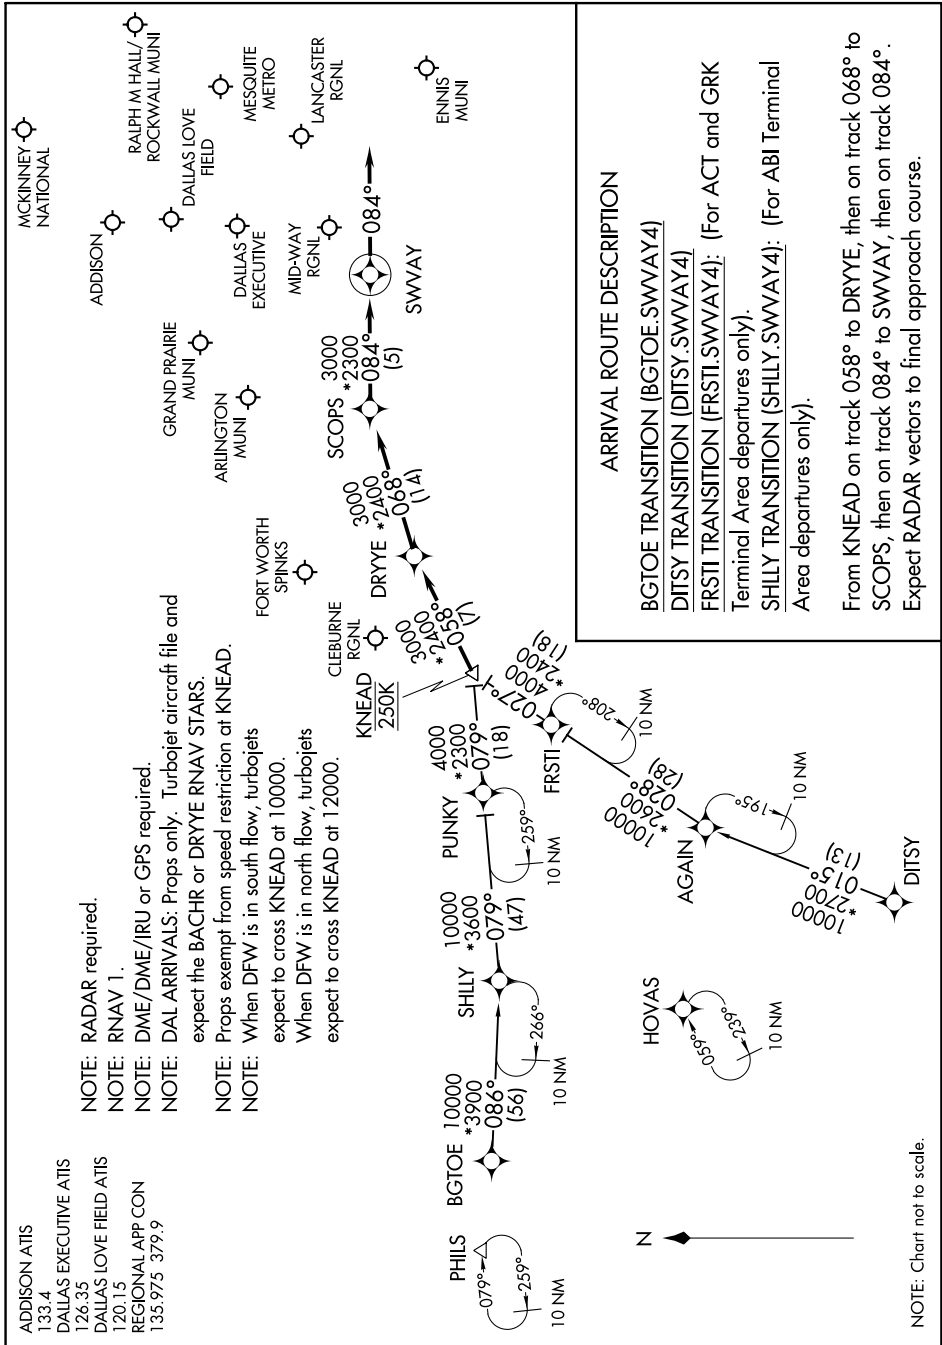 ADDISON ATIS
133.4
DALLAS EXECUTIVE ATIS
126.35
DALLAS LOVE FIELD ATIS
120.15
REGIONAL APP CON
135.975 379.9
NOTE: RADAR required.
NOTE: RNAV 1.
NOTE: DME/DME/IRU or GPS required.
NOTE: DAL ARRIVALS: Props only. Turbojet aircraft file and
expect the BACHR or DRYYE RNAV STARS.
NOTE: Props exempt from speed restriction at KNEAD.
NOTE: When DFW is in south flow, turbojets
expect to cross KNEAD at 10000.
When DFW is in north flow, turbojets
expect to cross KNEAD at 12000.
MCKINNEY
NATIONAL
RALPH M HALL/
ROCKWALL MUNI
ADDISON
DALLAS LOVE
FIELD
MESQUITE
METRO
GRAND PRAIRIE
MUNI
DALLAS
EXECUTIVE
LANCASTER
RGNL
ARLINGTON
MUNI
MID-WAY
RGNL
ENNIS
MUNI
FORT WORTH
SPINKS
CLEBURNE
RGNL
PHILS
079°
259°
10 NM
BGTOE
10000
*3900
086°
(56)
SHLLY
266°
10 NM
10000
*3600
079°
(47)
PUNKY
259°
10 NM
4000
*2300
079°
(18)
KNEAD
250K
3000
*2400
058°
(7)
DRYYE
3000
*2400
068°
(14)
SCOPS
3000
*2300
084°
(5)
SWVAY
084°
4000
*2400
027°
(18)
FRSTI
208°
10 NM
10000
*2600
028°
(28)
AGAIN
195°
10 NM
10000
*2700
015°
(13)
DITSY
HOVAS
059°
239°
10 NM
N
NOTE: Chart not to scale.
ARRIVAL ROUTE DESCRIPTION
BGTOE TRANSITION (BGTOE.SWVAY4)
DITSY TRANSITION (DITSY.SWVAY4)
FRSTI TRANSITION (FRSTI.SWVAY4): (For ACT and GRK
Terminal Area departures only).
SHLLY TRANSITION (SHLLY.SWVAY4): (For ABI Terminal
Area departures only).
From KNEAD on track 058° to DRYYE, then on track 068° to
SCOPS, then on track 084° to SWVAY, then on track 084°.
Expect RADAR vectors to final approach course.